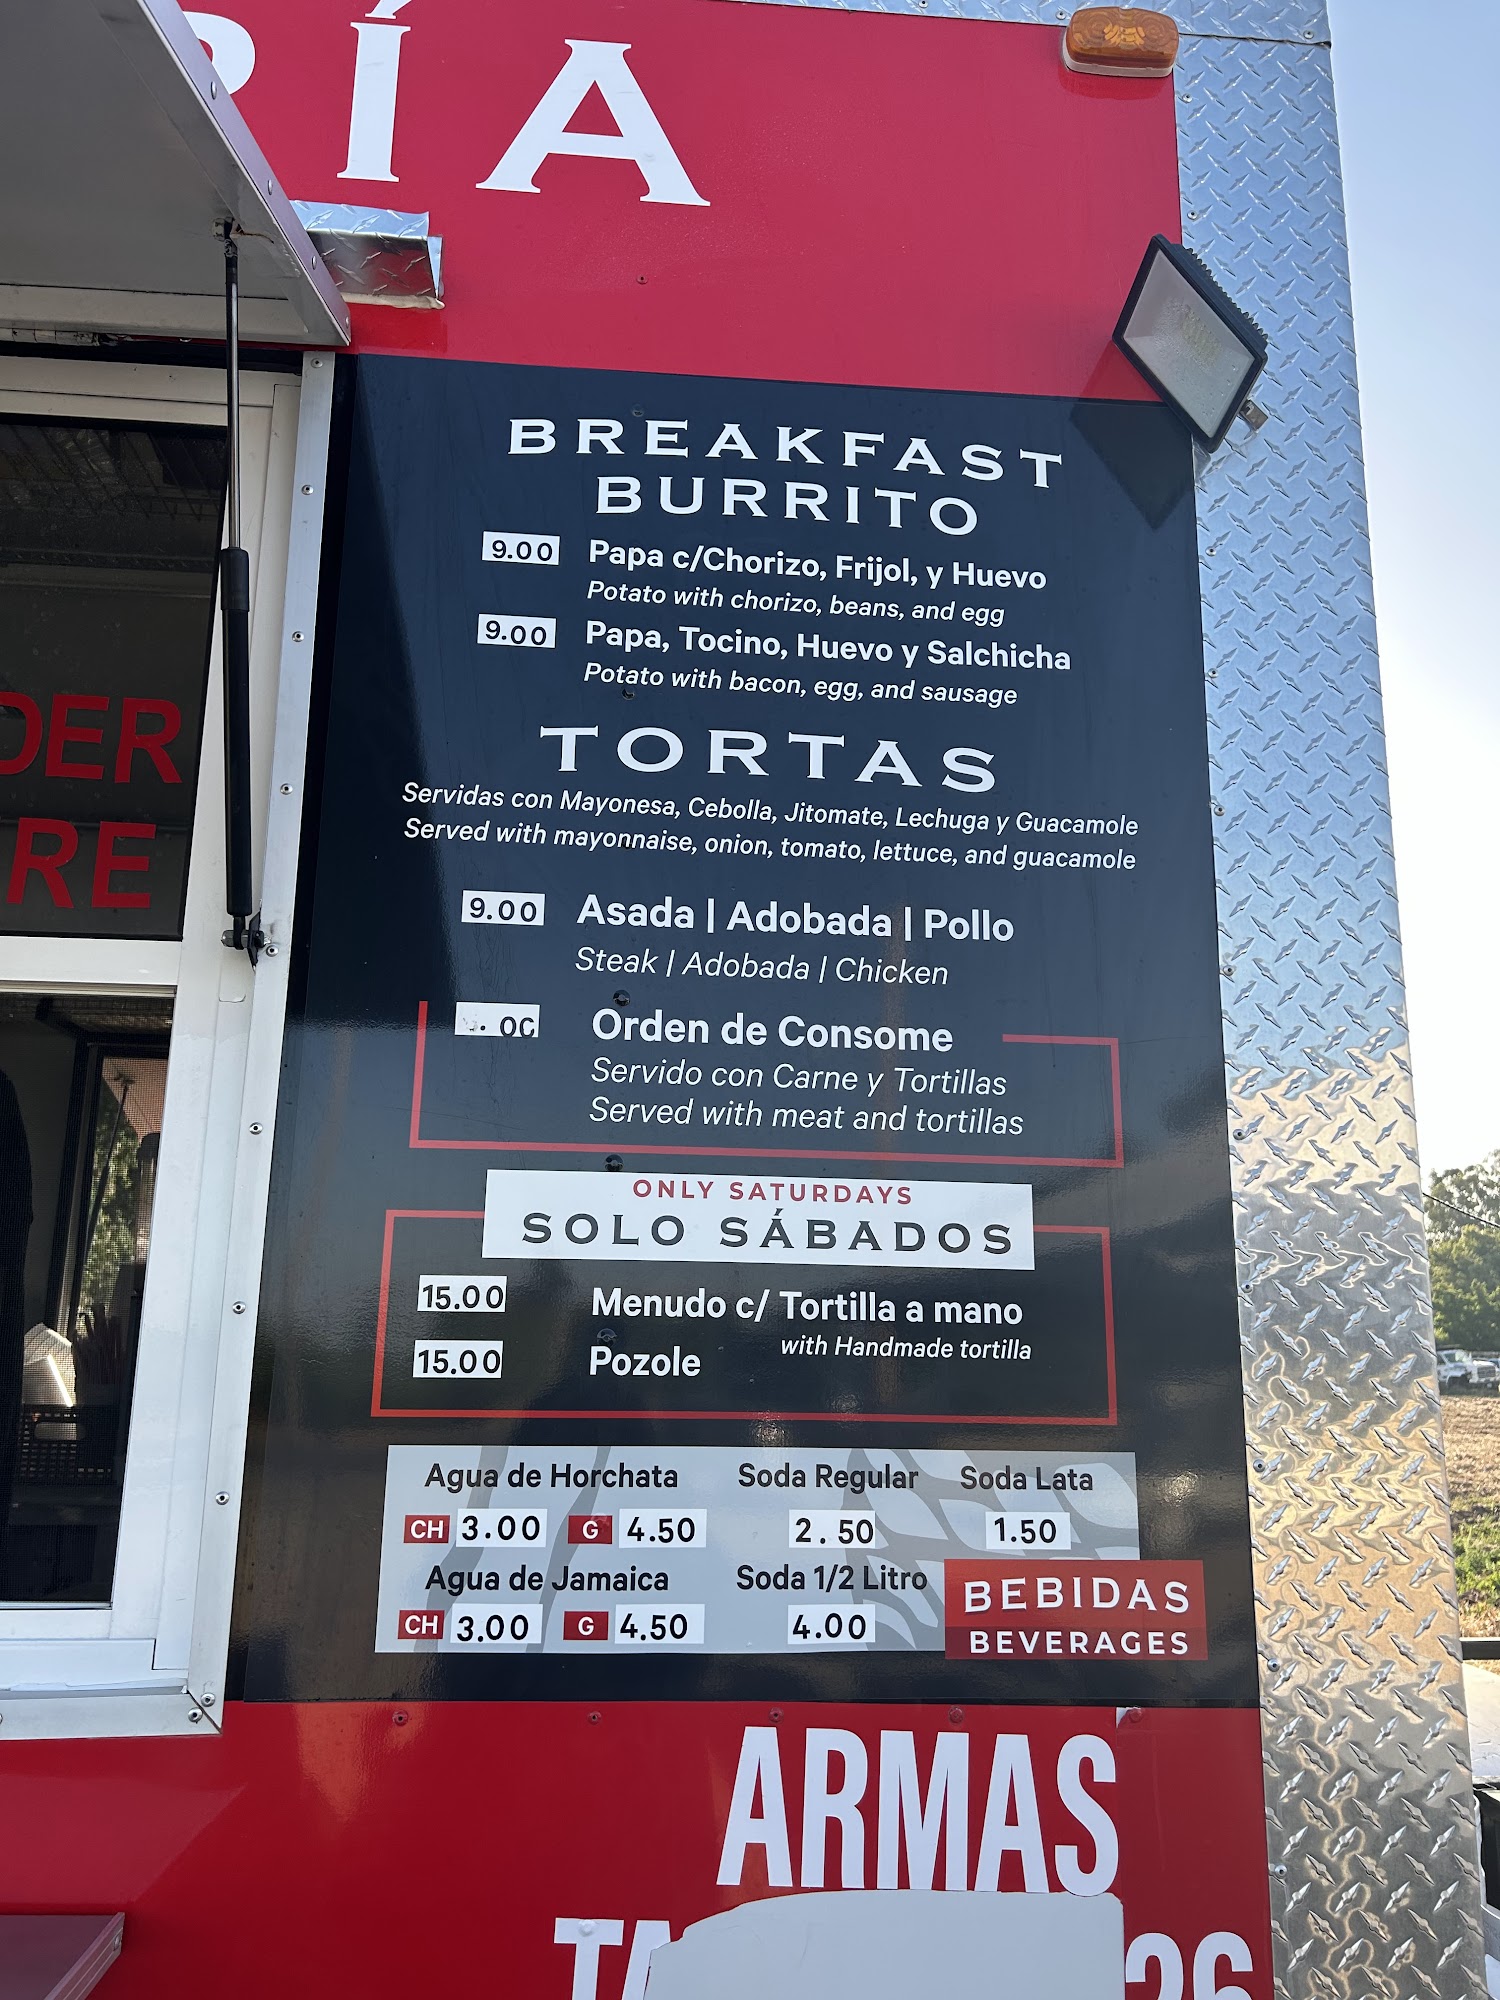 ÍA
DER
RE
BREAKFAST
BURRITO
9.00 Papa c/Chorizo, Frijol, y Huevo
Potato with chorizo, beans, and egg
9.00 Papa, Tocino, Huevo y Salchicha
Potato with bacon, egg, and sausage
TORTAS
Servidas con Mayonesa, Cebolla, Jitomate, Lechuga y Guacamole
Served with mayonnaise, onion, tomato, lettuce, and guacamole
9.00 Asada | Adobada | Pollo
Steak | Adobada | Chicken
Orden de Consome
Servido con Carne y Tortillas
Served with meat and tortillas
ONLY SATURDAYS
SOLO SÁBADOS
15.00 Menudo c/ Tortilla a mano
with Handmade tortilla
15.00 Pozole
Agua de Horchata Soda Regular Soda Lata
CH 3.00 G 4.50 2.50 1.50
Agua de Jamaica Soda 1/2 Litro
CH 3.00 G 4.50 4.00
BEBIDAS
BEVERAGES
ARMAS